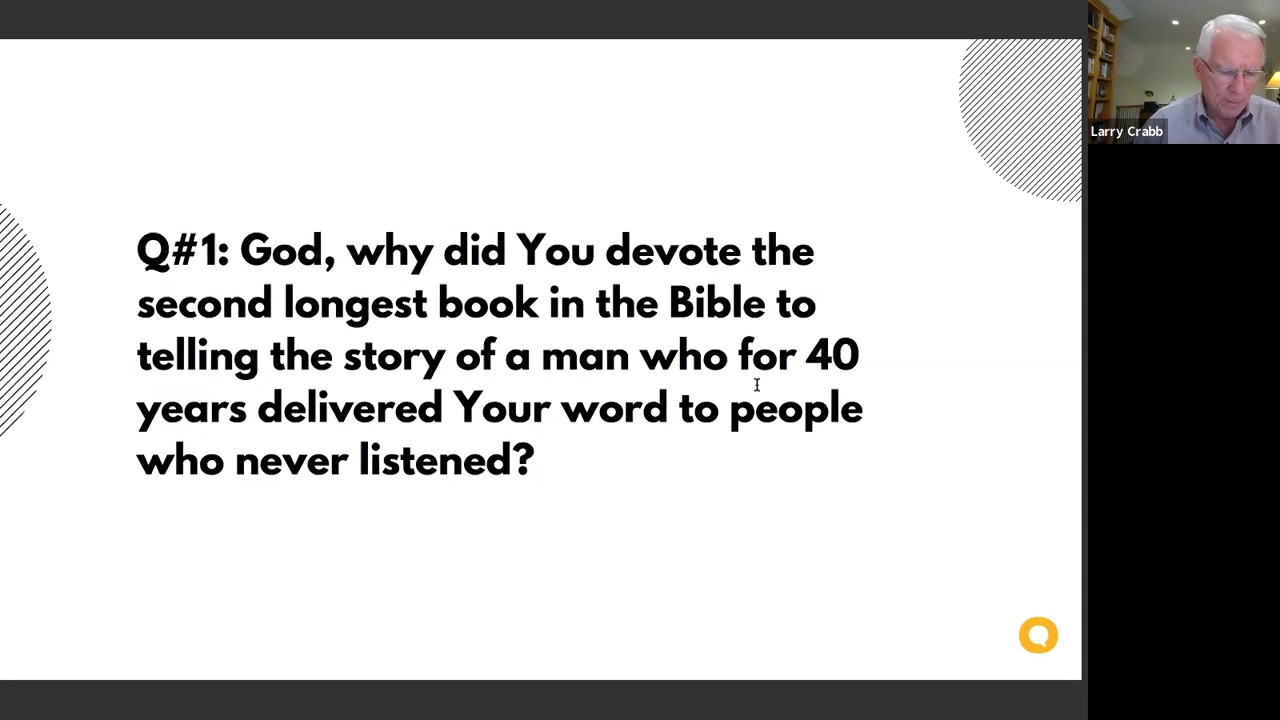 Q#1: God, why did You devote the
second longest book in the Bible to
telling the story of a man who for 40
years delivered Your word to people
who never listened?
Larry Crabb